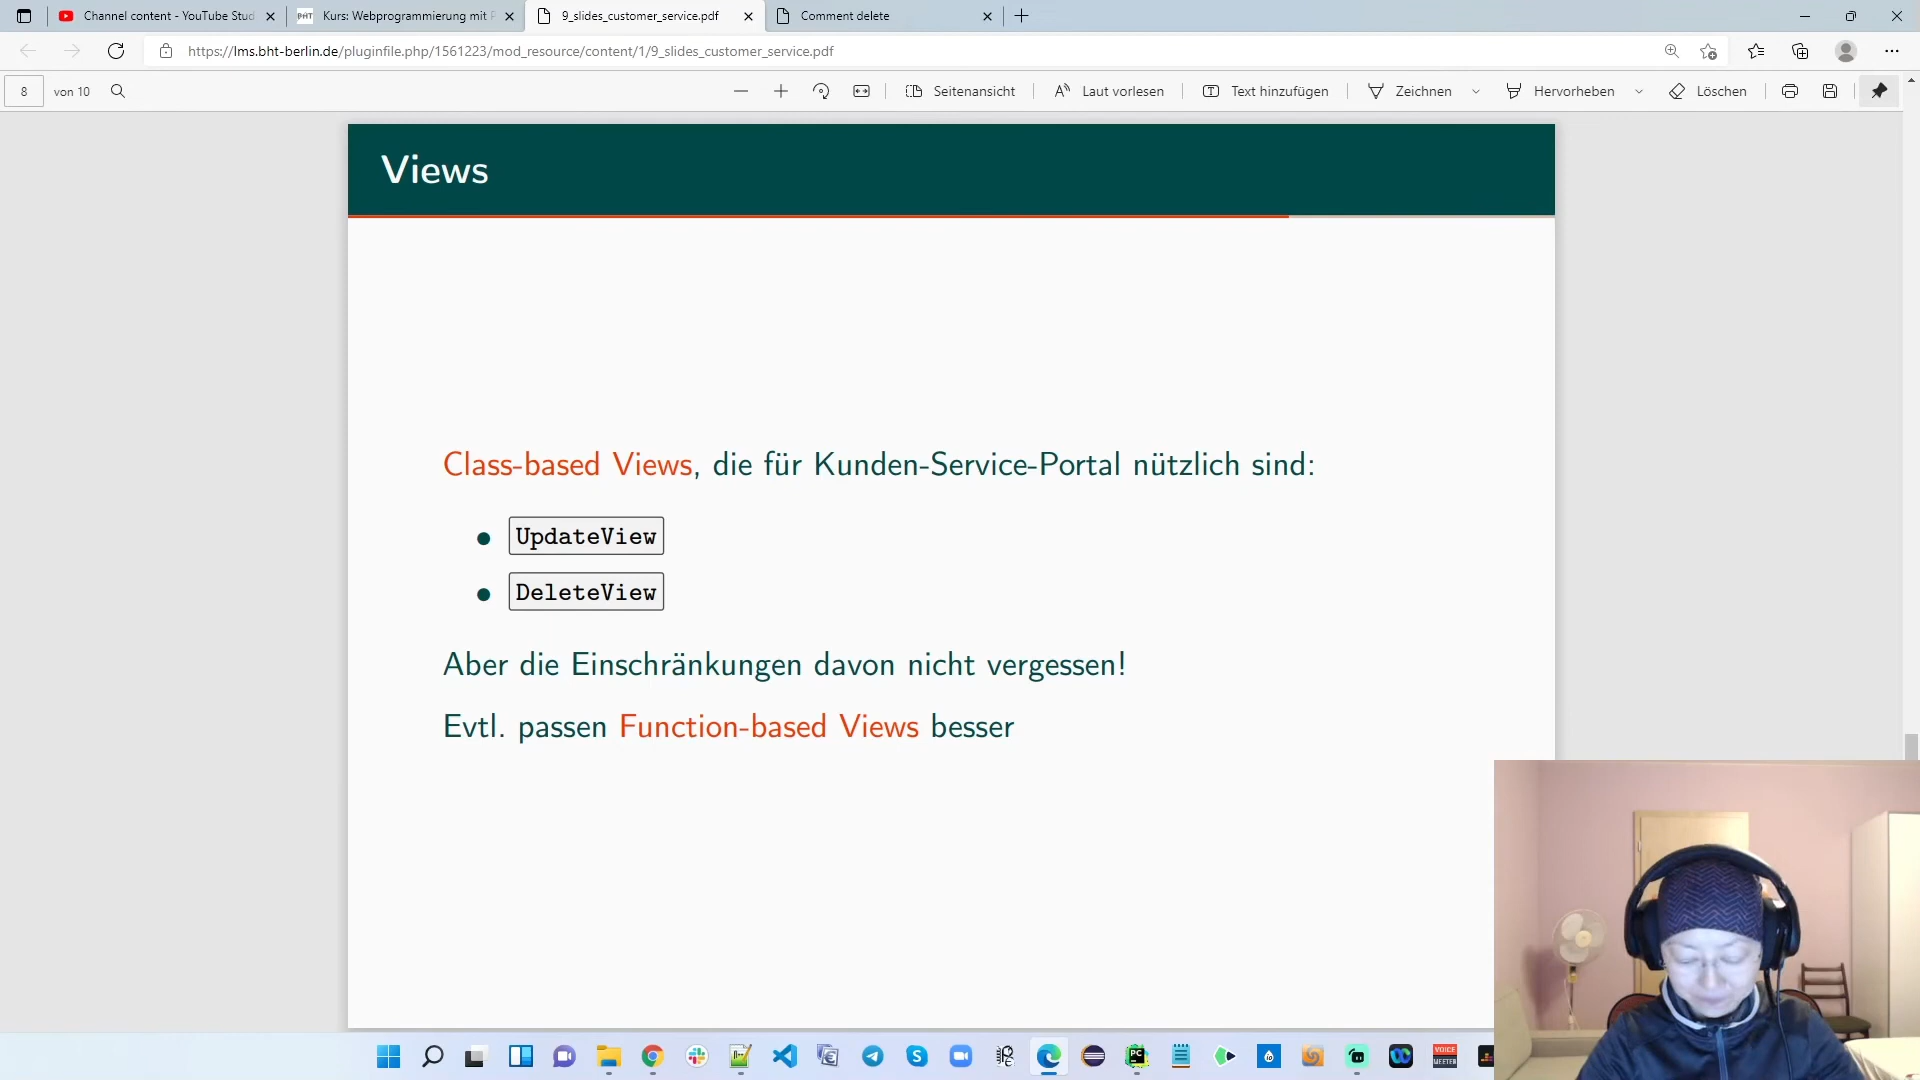 Channel content - YouTube Stud
Kurs: Webprogrammierung mit P
9_slides_customer_service.pdf
Comment delete
https://lms.bht-berlin.de/pluginfile.php/1561223/mod_resource/content/1/9_slides_customer_service.pdf
8 von 10
Seitenansicht
Laut vorlesen
Text hinzufügen
Zeichnen
Hervorheben
Löschen
Views
Class-based Views, die für Kunden-Service-Portal nützlich sind:
• UpdateView
• DeleteView
Aber die Einschränkungen davon nicht vergessen!
Evtl. passen Function-based Views besser